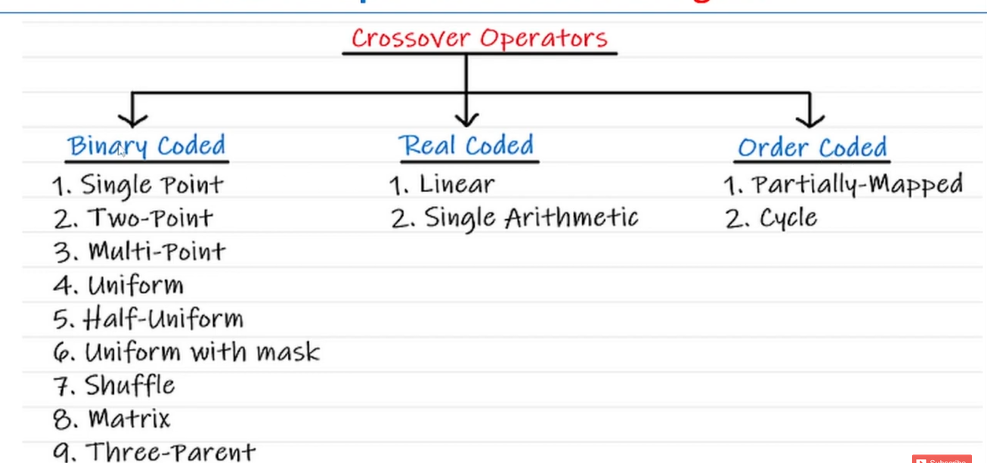 Crossover Operators
Binary Coded
1. Single Point
2. Two-Point
3. Multi-Point
4. Uniform
5. Half-Uniform
6. Uniform with mask
7. Shuffle
8. Matrix
9. Three-Parent
Real Coded
1. Linear
2. Single Arithmetic
Order Coded
1. Partially-Mapped
2. Cycle